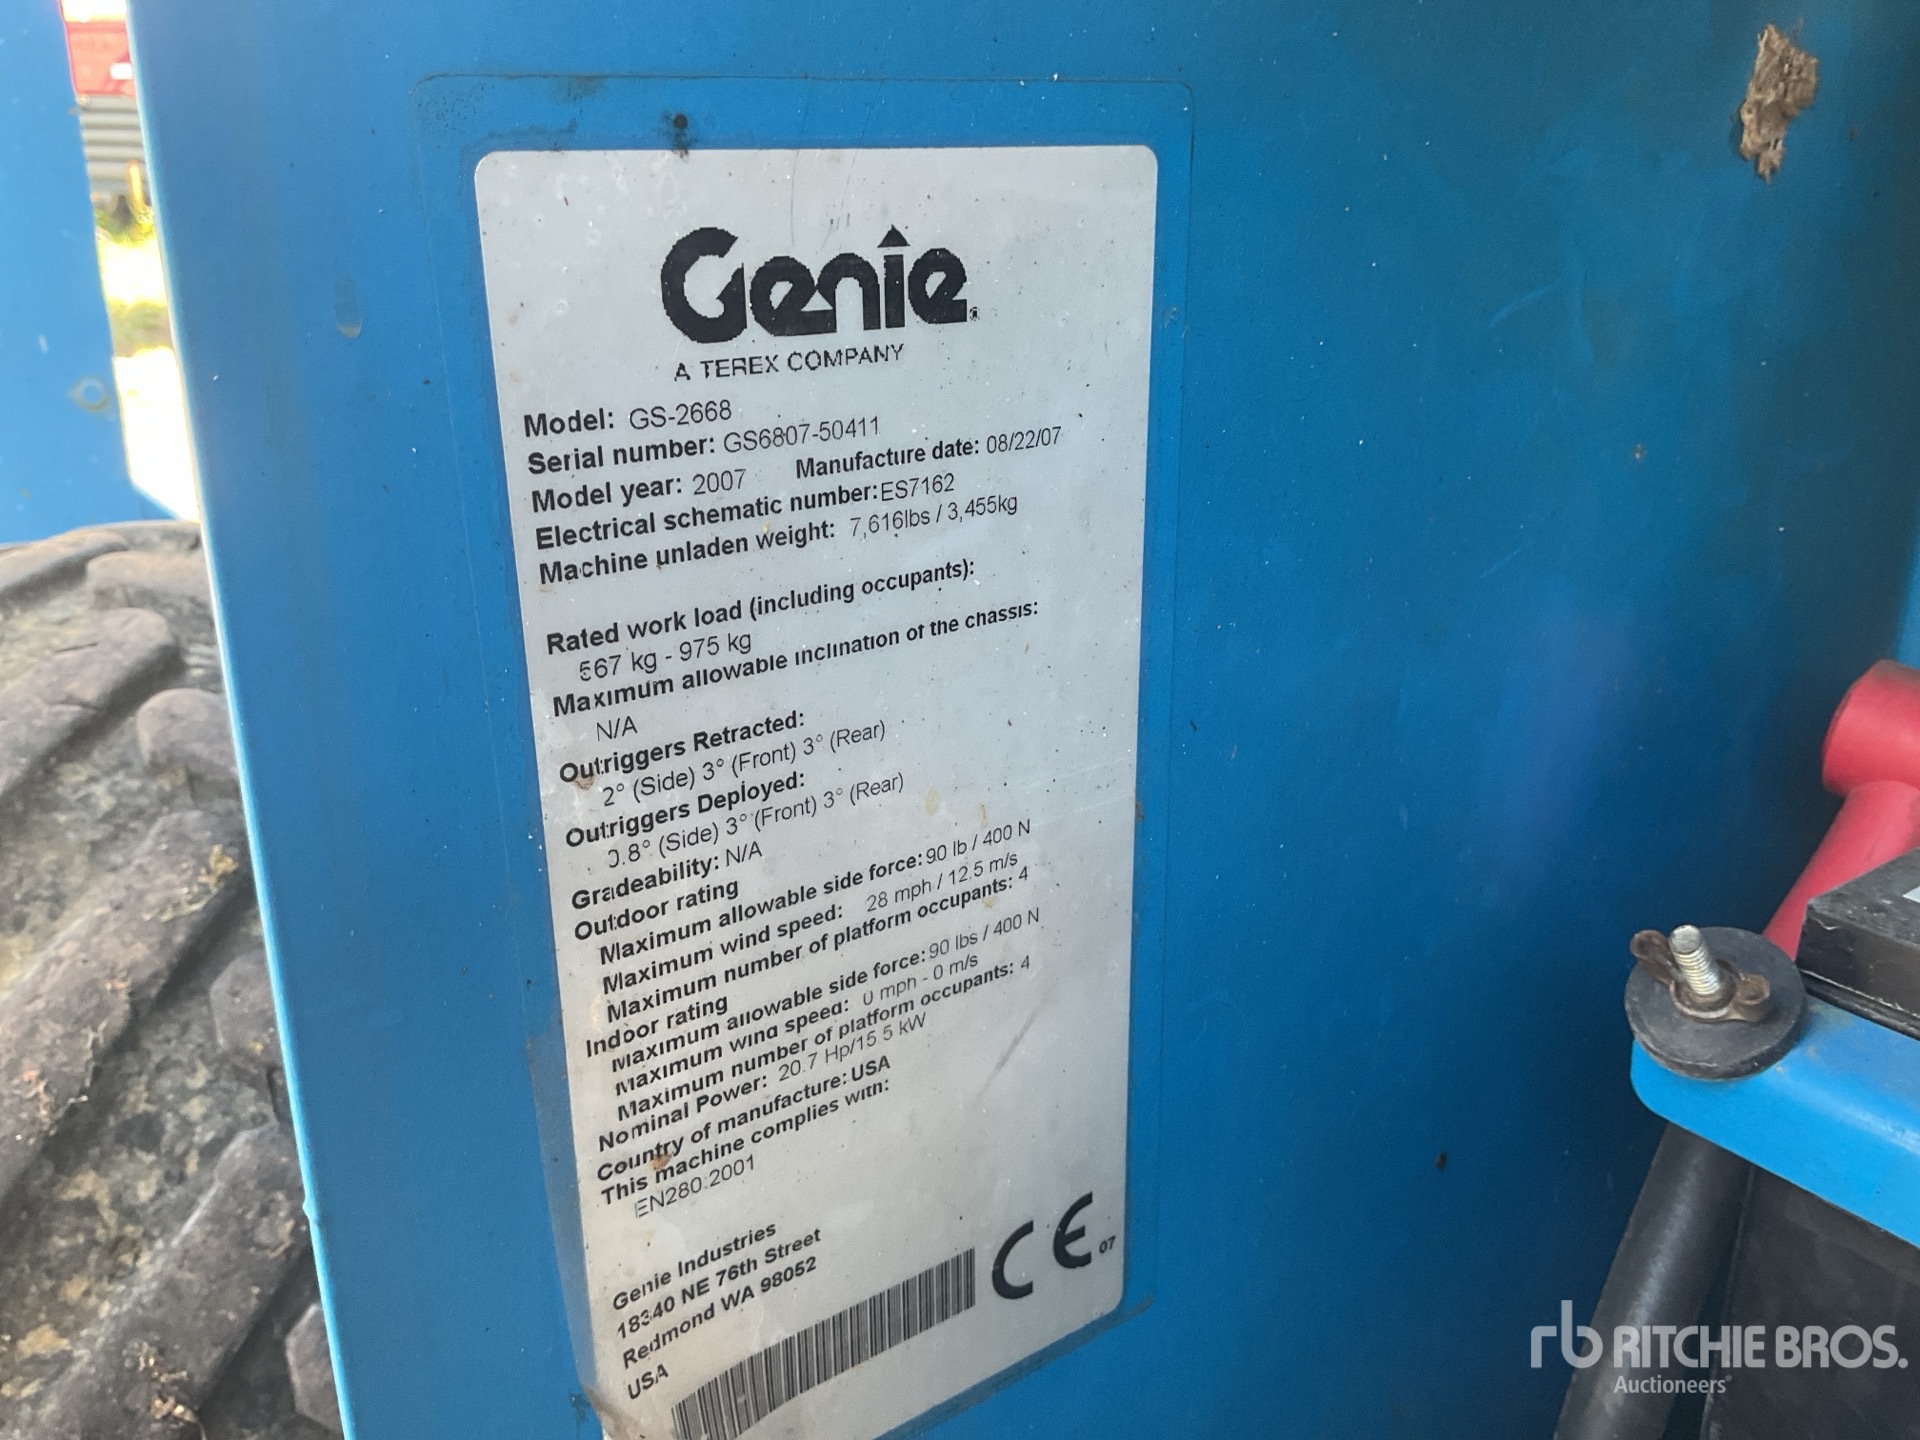 Genie
A TEREX COMPANY
Model: GS-2668
Serial number: GS6807-50411
Model year: 2007 Manufacture date: 08/22/07
Electrical schematic number: ES7162
Machine unladen weight: 7,616lbs / 3,455kg
Rated work load (including occupants):
567 kg - 975 kg
Maximum allowable inclination of the chassis:
N/A
Outriggers Retracted:
2° (Side) 3° (Front) 3° (Rear)
Outriggers Deployed:
0.8° (Side) 3° (Front) 3° (Rear)
Gradeability: N/A
Outdoor rating
Maximum allowable side force: 90 lb / 400 N
Maximum wind speed: 28 mph / 12.5 m/s
Maximum number of platform occupants: 4
Indoor rating
Maximum allowable side force: 90 lbs / 400 N
Maximum wind speed: 0 mph - 0 m/s
Maximum number of platform occupants: 4
Nominal Power: 20.7 Hp/15.5 kW
Country of manufacture: USA
This machine complies with:
EN280:2001
Genie Industries
18340 NE 76th Street
Redmond WA 98052
USA
CE 07
rb RITCHIE BROS.
Auctioneers